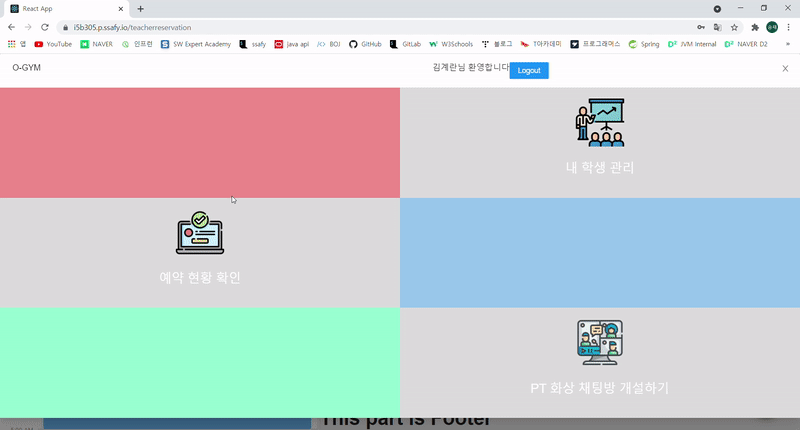 React App
i5b305.p.ssafy.io/teacherreservation
앱 YouTube NAVER 인프런 SW Expert Academy ssafy java api BOJ GitHub GitLab W3Schools 블로그 T아카데미 프로그래머스 Spring JVM Internal NAVER D2 »
O-GYM 김계란님 환영합니다 Logout X
내 학생 관리
예약 현황 확인
PT 화상 채팅방 개설하기
This part is Footer